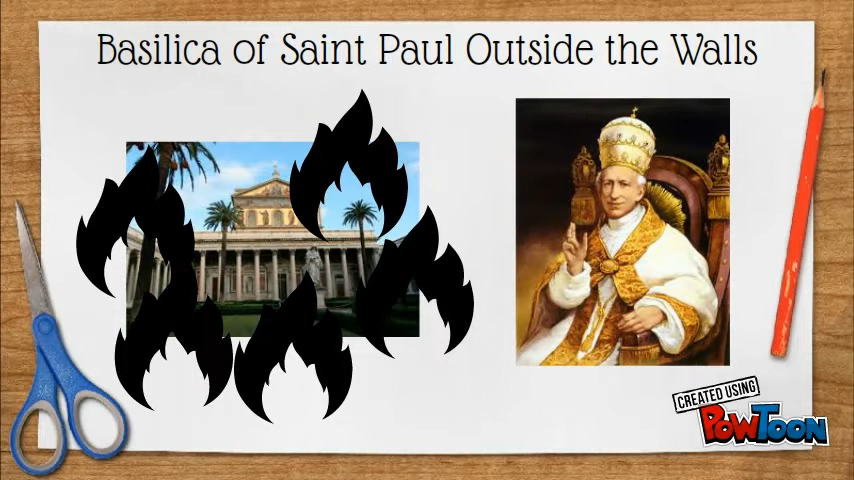 Basilica of Saint Paul Outside the Walls
CREATED USING
POWTOON